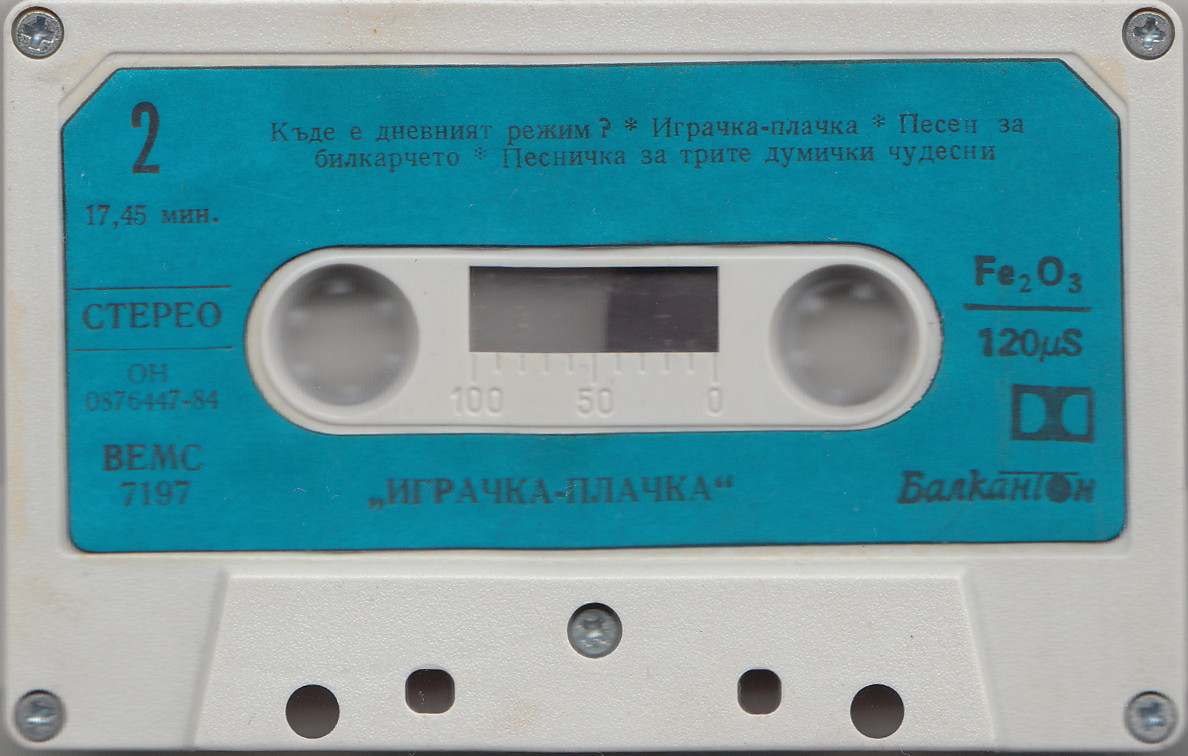 2
Къде е дневният режим? * Играчка-плачка * Песен за
билкарчето * Песничка за трите думички чудесни
17,45 мин.
СТЕРЕО
ОН
0876447-84
ВЕМС
7197
Fe₂O₃
120µS
100 50 0
„ИГРАЧКА-ПЛАЧКА“
Балкантон